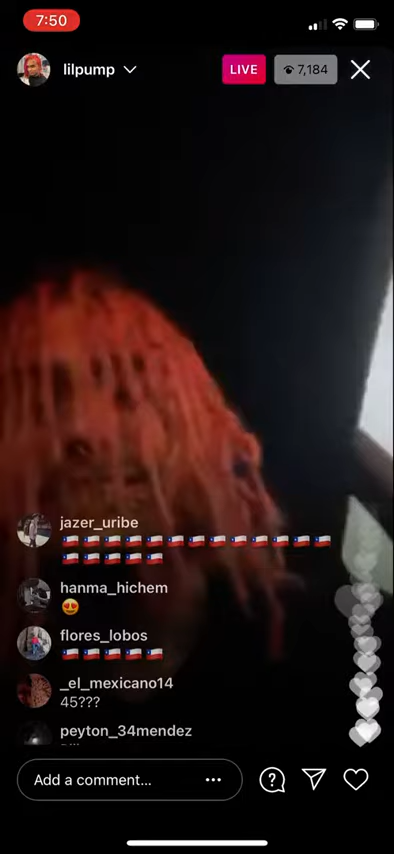 7:50
lilpump
LIVE
7,184
jazer_uribe
🇨🇱🇨🇱🇨🇱🇨🇱🇨🇱🇨🇱🇨🇱🇨🇱🇨🇱🇨🇱🇨🇱🇨🇱🇨🇱
🇨🇱🇨🇱🇨🇱🇨🇱🇨🇱
hanma_hichem
😍
flores_lobos
🇨🇱🇨🇱🇨🇱🇨🇱🇨🇱
_el_mexicano14
45???
peyton_34mendez
Add a comment...